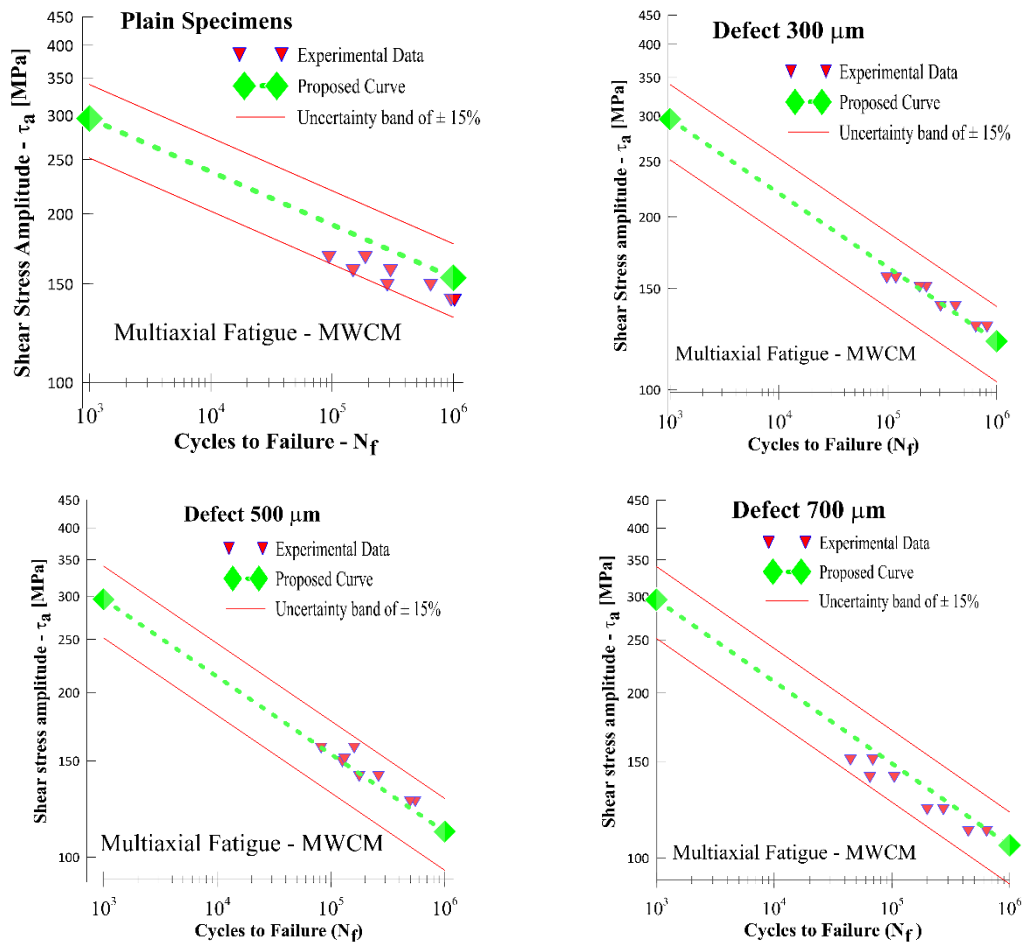 Plain Specimens
Experimental Data
Proposed Curve
Uncertainty band of ± 15%
Shear Stress Amplitude - τa [MPa]
450
400
350
300
250
200
150
100
Multiaxial Fatigue - MWCM
10³
10⁴
10⁵
10⁶
Cycles to Failure - Nf
Defect 300 μm
Experimental Data
Proposed Curve
Uncertainty band of ± 15%
Shear Stress amplitude - τa [MPa]
450
400
350
300
250
200
150
100
Multiaxial Fatigue - MWCM
10³
10⁴
10⁵
10⁶
Cycles to Failure (Nf)
Defect 500 μm
Experimental Data
Proposed Curve
Uncertainty band of ± 15%
Shear stress amplitude - τa [MPa]
450
400
350
300
250
200
150
100
Multiaxial Fatigue - MWCM
10³
10⁴
10⁵
10⁶
Cycles to Failure (Nf)
Defect 700 μm
Experimental Data
Proposed Curve
Uncertainty band of ± 15%
Shear stress amplitude - τa [MPa]
450
400
350
300
250
200
150
100
Multiaxial Fatigue - MWCM
10³
10⁴
10⁵
10⁶
Cycles to Failure (Nf)